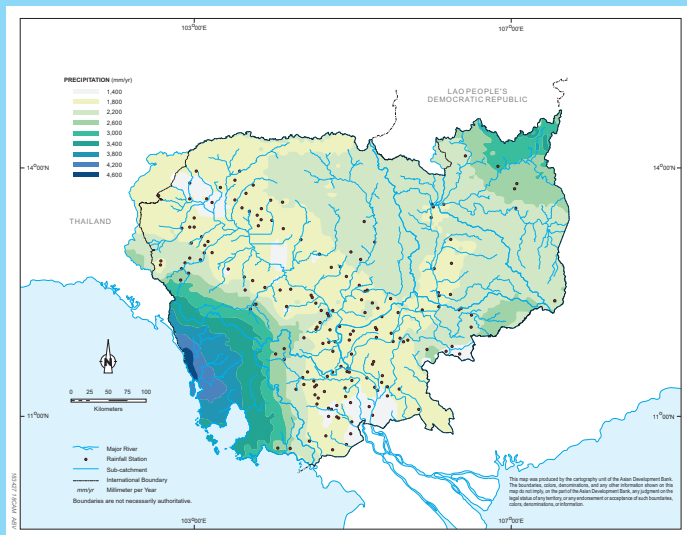 103°00'E
107°00'E
PRECIPITATION (mm/yr)
1,400
1,800
2,200
2,600
3,000
3,400
3,800
4,200
4,600
LAO PEOPLE'S
DEMOCRATIC REPUBLIC
14°00'N
14°00'N
THAILAND
N
0 25 50 75 100
Kilometers
11°00'N
11°00'N
Major River
Rainfall Station
Sub-catchment
International Boundary
mm/yr Millimeter per Year
Boundaries are not necessarily authoritative.
This map was produced by the cartography unit of the Asian Development Bank.
The boundaries, colors, denominations, and any other information shown on this
map do not imply, on the part of the Asian Development Bank, any judgment on the
legal status of any territory, or any endorsement or acceptance of such boundaries,
colors, denominations, or information.
103°00'E
107°00'E